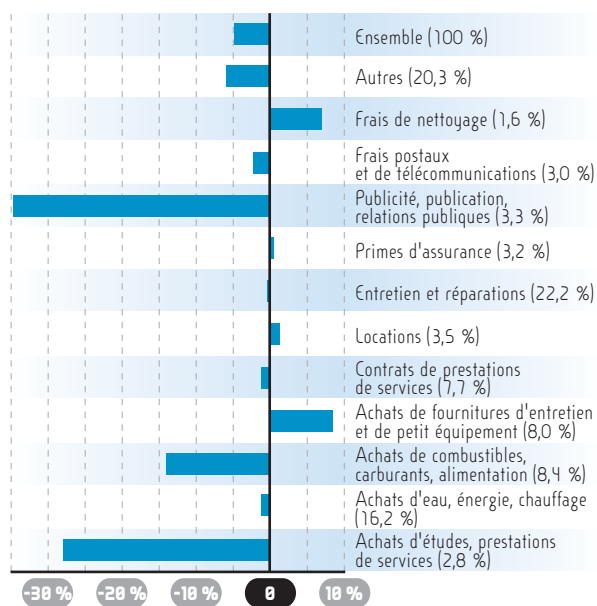 Ensemble (100 %)
Autres (20,3 %)
Frais de nettoyage (1,6 %)
Frais postaux
et de télécommunications (3,0 %)
Publicité, publication,
relations publiques (3,3 %)
Primes d'assurance (3,2 %)
Entretien et réparations (22,2 %)
Locations (3,5 %)
Contrats de prestations
de services (7,7 %)
Achats de fournitures d'entretien
et de petit équipement (8,0 %)
Achats de combustibles,
carburants, alimentation (8,4 %)
Achats d'eau, énergie, chauffage
(16,2 %)
Achats d'études, prestations
de services (2,8 %)
-30 % -20 % -10 % 0 10 %